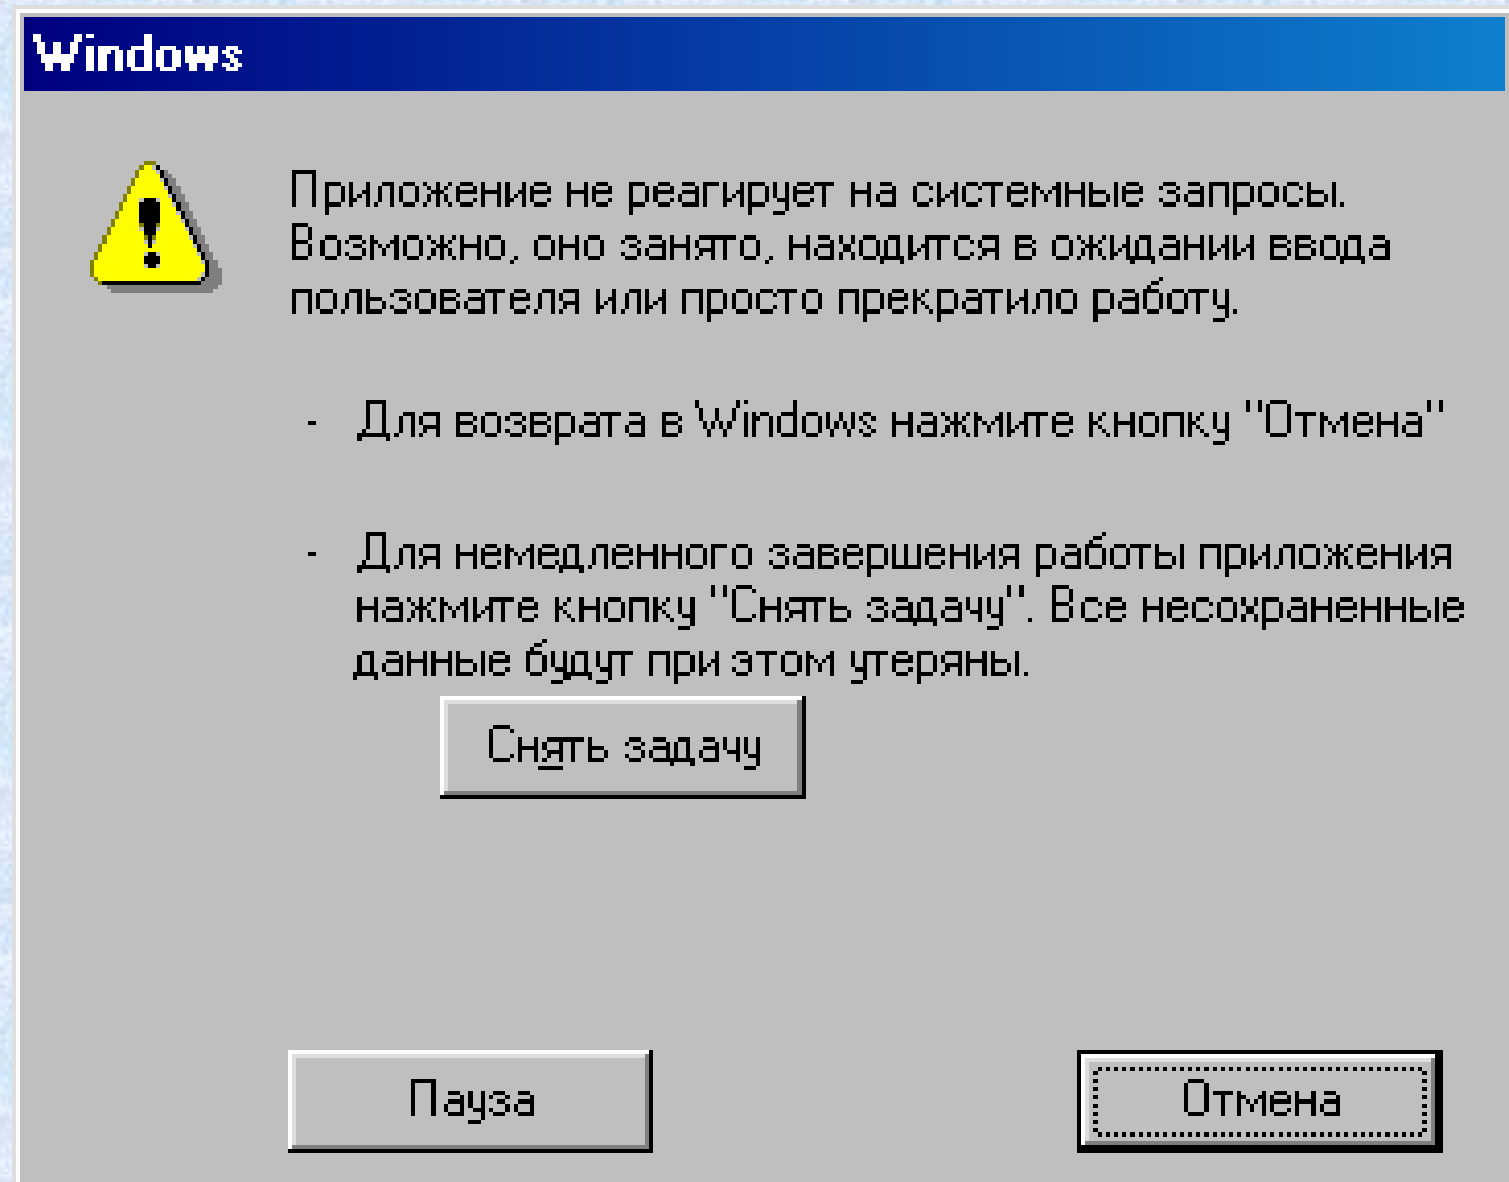 Windows
Приложение не реагирует на системные запросы.
Возможно, оно занято, находится в ожидании ввода
пользователя или просто прекратило работу.
- Для возврата в Windows нажмите кнопку "Отмена"
- Для немедленного завершения работы приложения
нажмите кнопку "Снять задачу". Все несохраненные
данные будут при этом утеряны.
Снять задачу
Пауза
Отмена